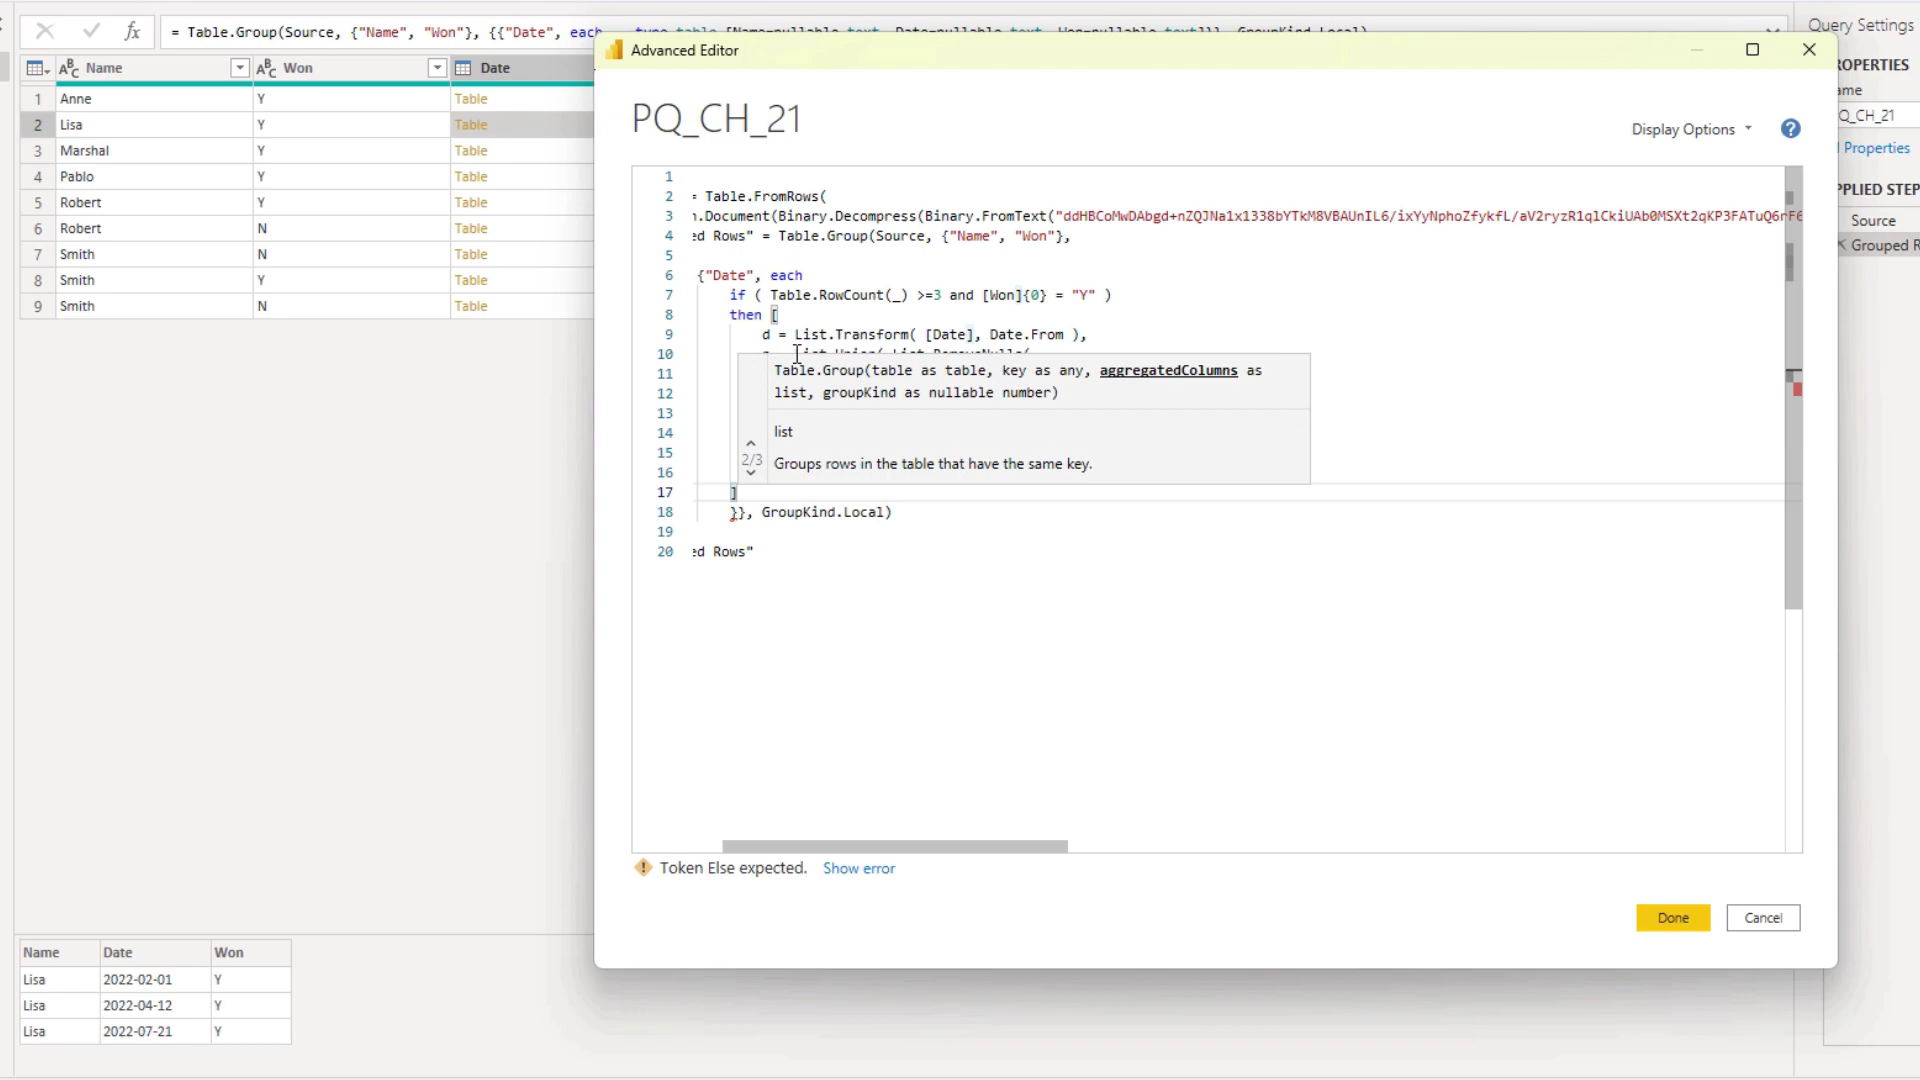 = Table.Group(Source, {"Name", "Won"}, {{"Date", each
Query Settings
Name
Won
Date
1 Anne Y Table
2 Lisa Y Table
3 Marshal Y Table
4 Pablo Y Table
5 Robert Y Table
6 Robert N Table
7 Smith N Table
8 Smith Y Table
9 Smith N Table
Advanced Editor
PQ_CH_21
Display Options
1
2 = Table.FromRows(
3 .Document(Binary.Decompress(Binary.FromText("
4 ed Rows" = Table.Group(Source, {"Name", "Won"},
5
6 {"Date", each
7 if ( Table.RowCount(_) >=3 and [Won]{0} = "Y" )
8 then [
9 d = List.Transform( [Date], Date.From ),
10
11
12
13
14
15
16
17 ]
18 }}, GroupKind.Local)
19
20 ed Rows"
Table.Group(table as table, key as any, aggregatedColumns as
list, groupKind as nullable number)
list
2/3
Groups rows in the table that have the same key.
Token Else expected. Show error
Done
Cancel
ROPERTIES
ame
Q_CH_21
l Properties
PPLIED STEP
Source
Grouped R
Name Date Won
Lisa 2022-02-01 Y
Lisa 2022-04-12 Y
Lisa 2022-07-21 Y